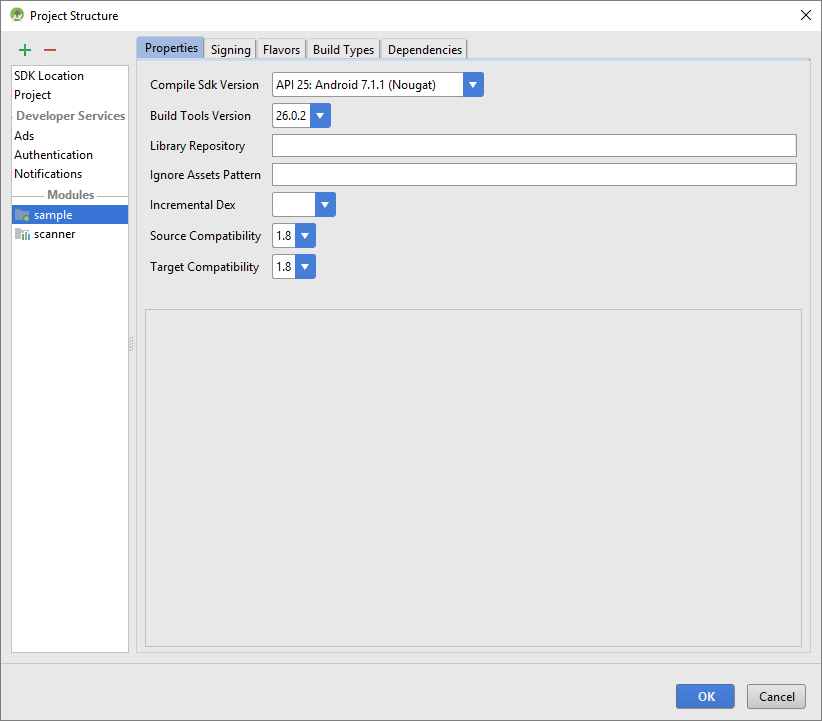 Project Structure
SDK Location
Project
Developer Services
Ads
Authentication
Notifications
Modules
sample
scanner
Properties Signing Flavors Build Types Dependencies
Compile Sdk Version API 25: Android 7.1.1 (Nougat)
Build Tools Version 26.0.2
Library Repository
Ignore Assets Pattern
Incremental Dex
Source Compatibility 1.8
Target Compatibility 1.8
OK Cancel